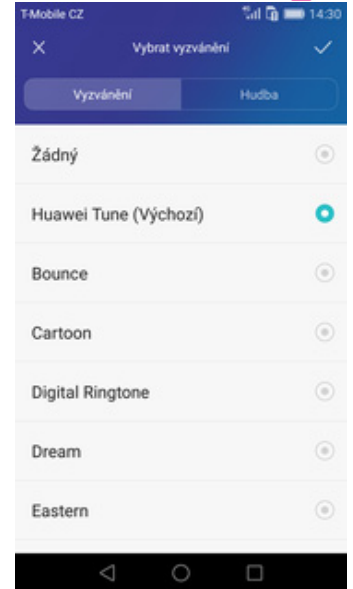 T-Mobile CZ 14:30
Vybrat vyzvánění
Vyzvánění Hudba
Žádný
Huawei Tune (Výchozí)
Bounce
Cartoon
Digital Ringtone
Dream
Eastern